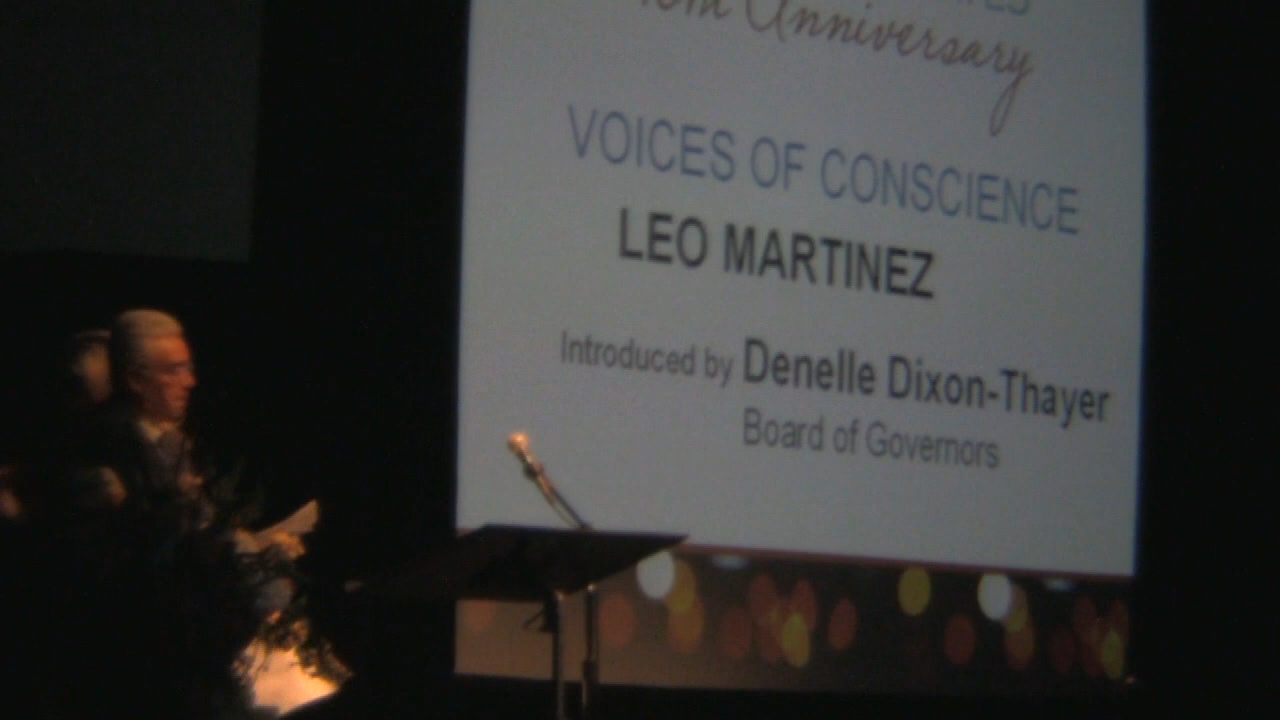 Anniversary
VOICES OF CONSCIENCE
LEO MARTINEZ
Introduced by Denelle Dixon-Thayer
Board of Governors